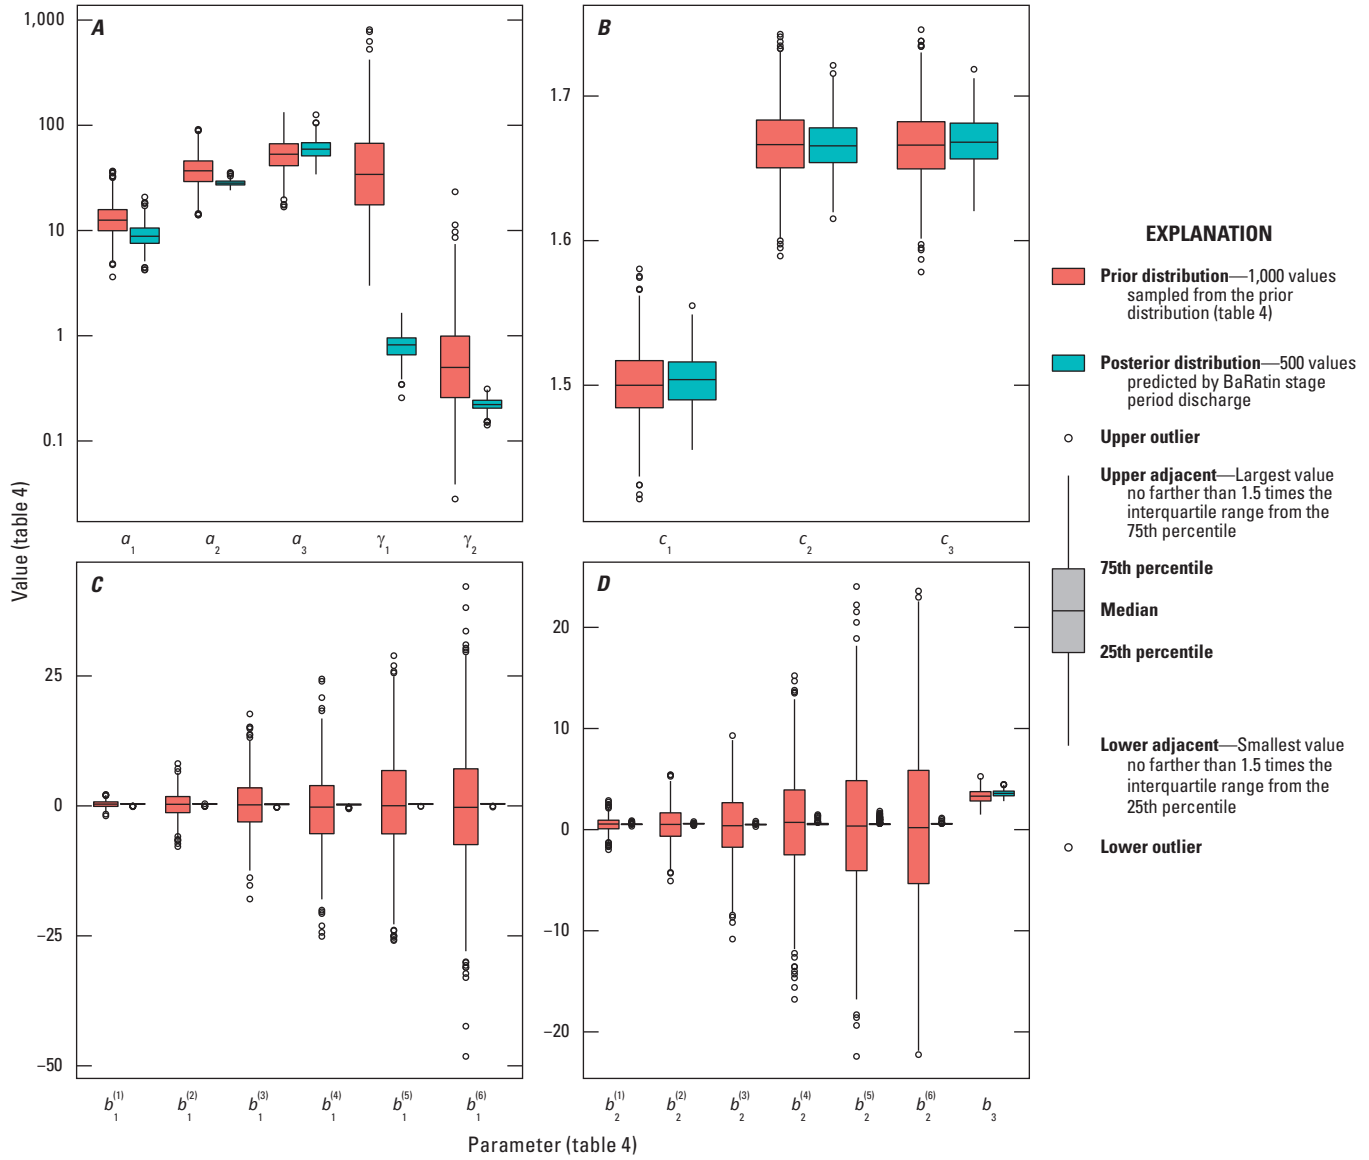 A
1,000
100
10
1
0.1
a1
a2
a3
γ1
γ2
B
1.7
1.6
1.5
c1
c2
c3
Value (table 4)
C
25
0
−25
−50
b1(1)
b1(2)
b1(3)
b1(4)
b1(5)
b1(6)
D
20
10
0
−10
−20
b2(1)
b2(2)
b2(3)
b2(4)
b2(5)
b2(6)
b3
Parameter (table 4)
EXPLANATION
Prior distribution—1,000 values
sampled from the prior
distribution (table 4)
Posterior distribution—500 values
predicted by BaRatin stage
period discharge
Upper outlier
Upper adjacent—Largest value
no farther than 1.5 times the
interquartile range from the
75th percentile
75th percentile
Median
25th percentile
Lower adjacent—Smallest value
no farther than 1.5 times the
interquartile range from the
25th percentile
Lower outlier